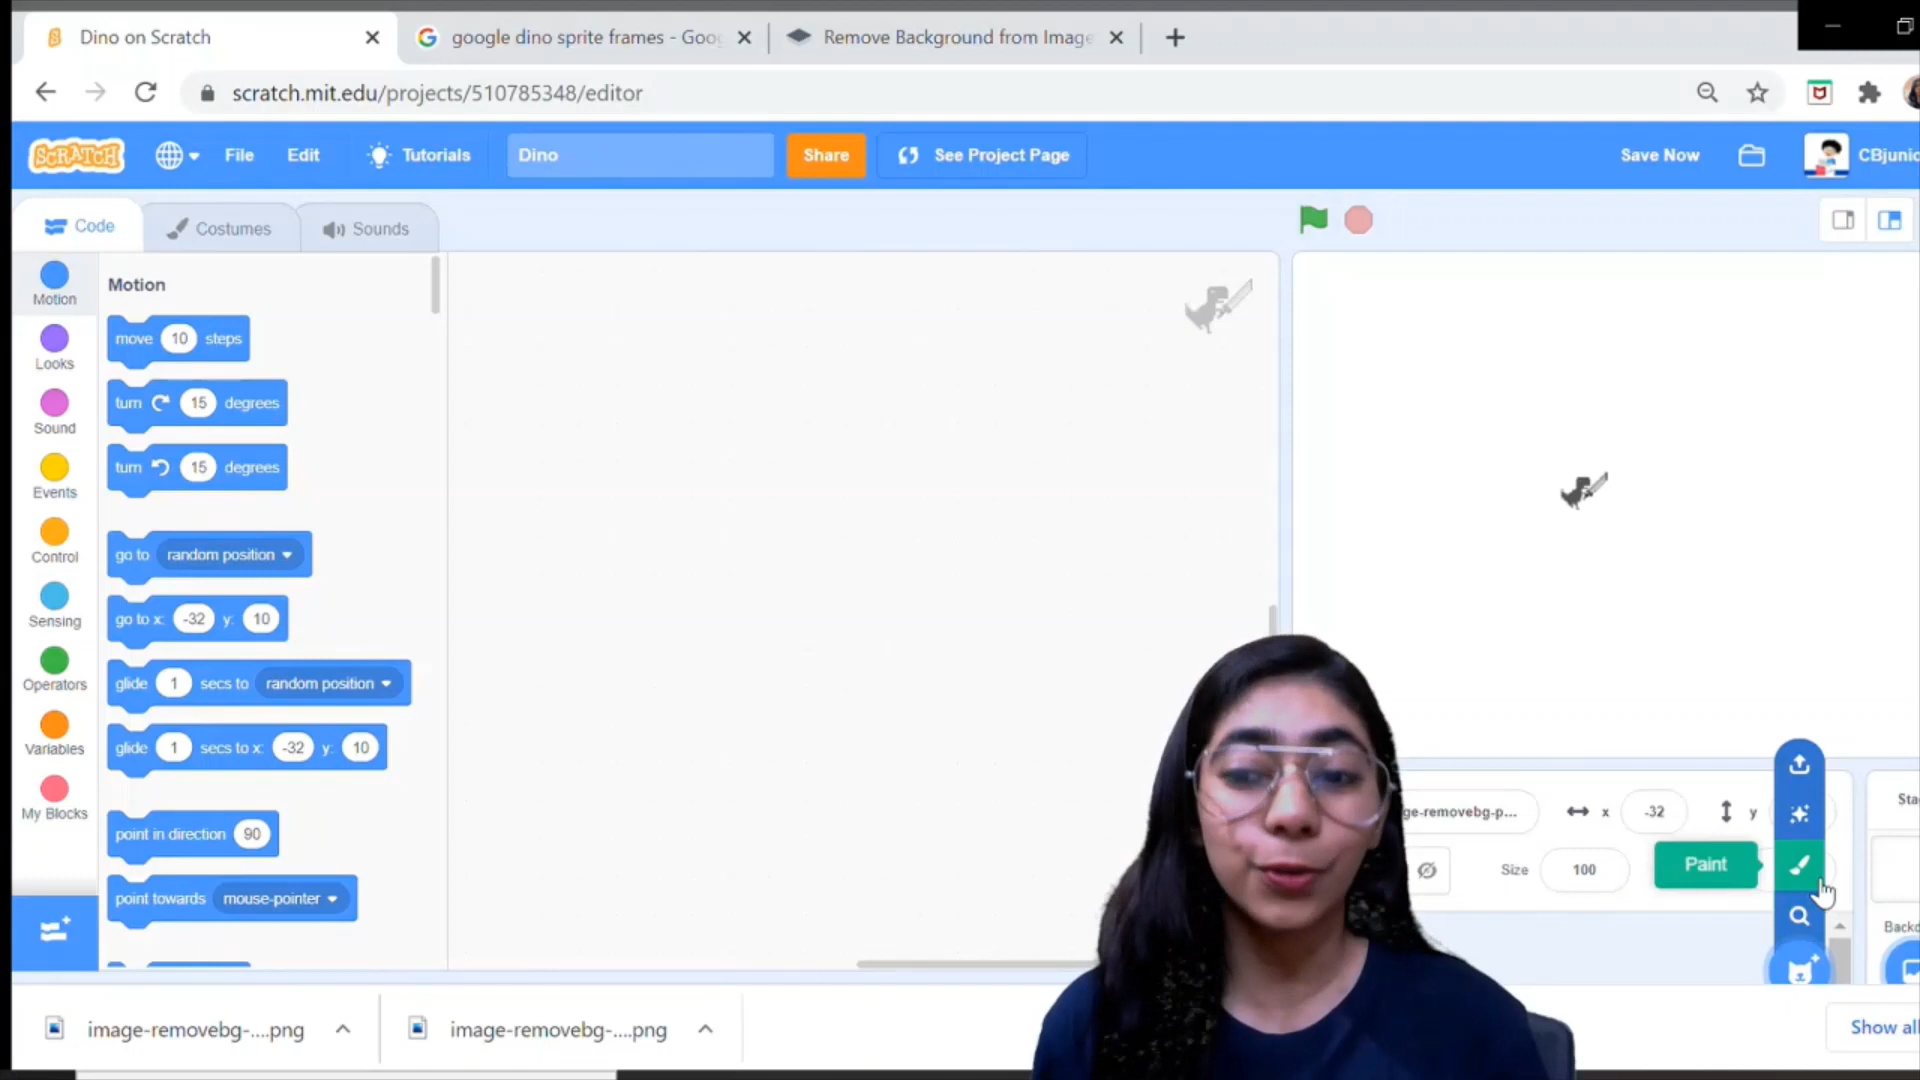 Dino on Scratch
google dino sprite frames - Goo
Remove Background from Image
scratch.mit.edu/projects/510785348/editor
SCRATCH
File
Edit
Tutorials
Dino
Share
See Project Page
Save Now
CBjunio
Code
Costumes
Sounds
Motion
Looks
Sound
Events
Control
Sensing
Operators
Variables
My Blocks
Motion
move 10 steps
turn 15 degrees
turn 15 degrees
go to random position
go to x: -32 y: 10
glide 1 secs to random position
glide 1 secs to x: -32 y: 10
point in direction 90
point towards mouse-pointer
ge-removebg-p...
x -32
y
Size 100
Paint
Sta
Backd
image-removebg-....png
image-removebg-....png
Show all